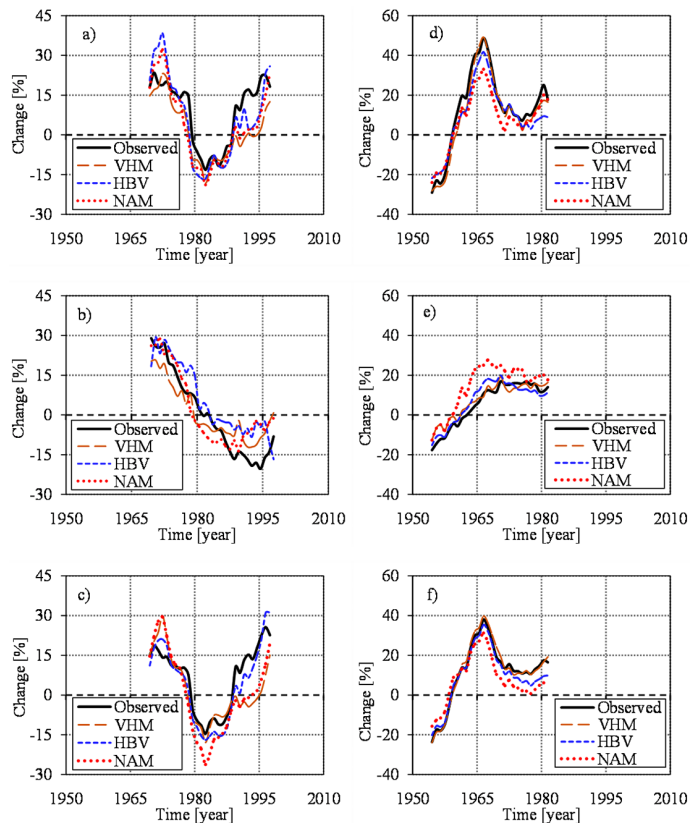 a)
Change [%]
45
30
15
0
-15
-30
Observed
VHM
HBV
NAM
1950 1965 1980 1995 2010
Time [year]
d)
Change [%]
60
40
20
0
-20
-40
Observed
VHM
HBV
NAM
1950 1965 1980 1995 2010
Time [year]
b)
Change [%]
45
30
15
0
-15
-30
Observed
VHM
HBV
NAM
1950 1965 1980 1995 2010
Time [year]
e)
Change [%]
60
40
20
0
-20
-40
Observed
VHM
HBV
NAM
1950 1965 1980 1995 2010
Time [year]
c)
Change [%]
45
30
15
0
-15
-30
Observed
VHM
HBV
NAM
1950 1965 1980 1995 2010
Time [year]
f)
Change [%]
60
40
20
0
-20
-40
Observed
VHM
HBV
NAM
1950 1965 1980 1995 2010
Time [year]